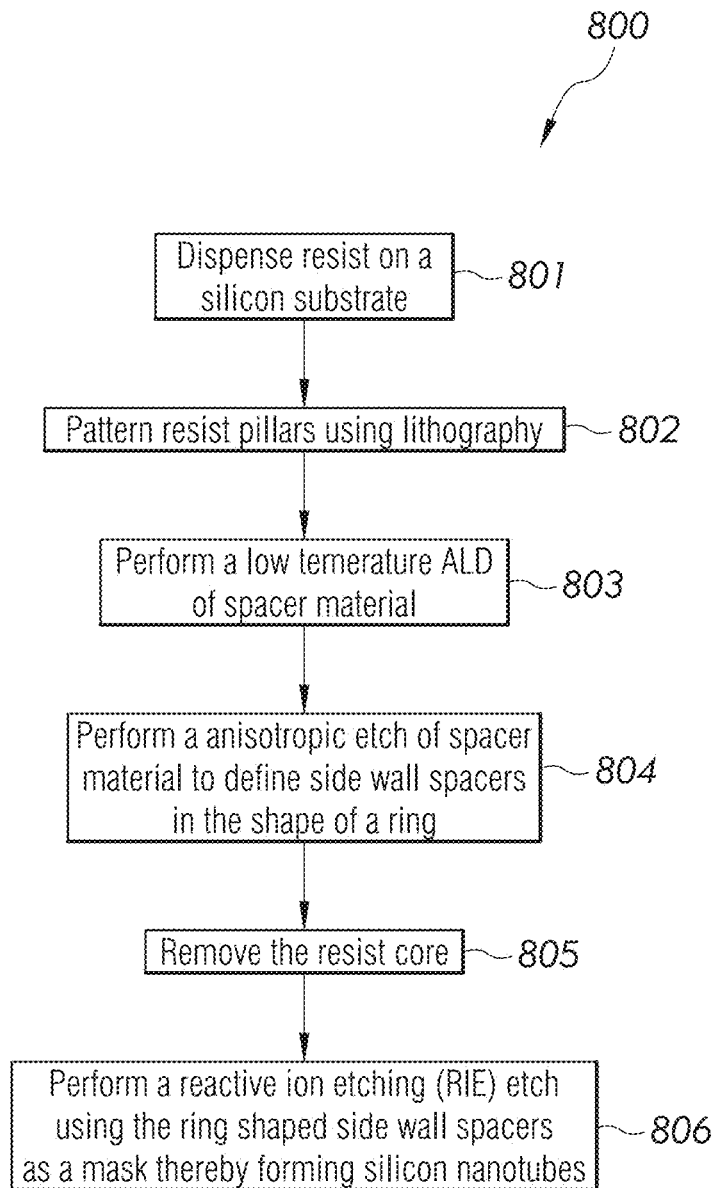 800
Dispense resist on a
silicon substrate
801
Pattern resist pillars using lithography
802
Perform a low temerature ALD
of spacer material
803
Perform a anisotropic etch of spacer
material to define side wall spacers
in the shape of a ring
804
Remove the resist core
805
Perform a reactive ion etching (RIE) etch
using the ring shaped side wall spacers
as a mask thereby forming silicon nanotubes
806